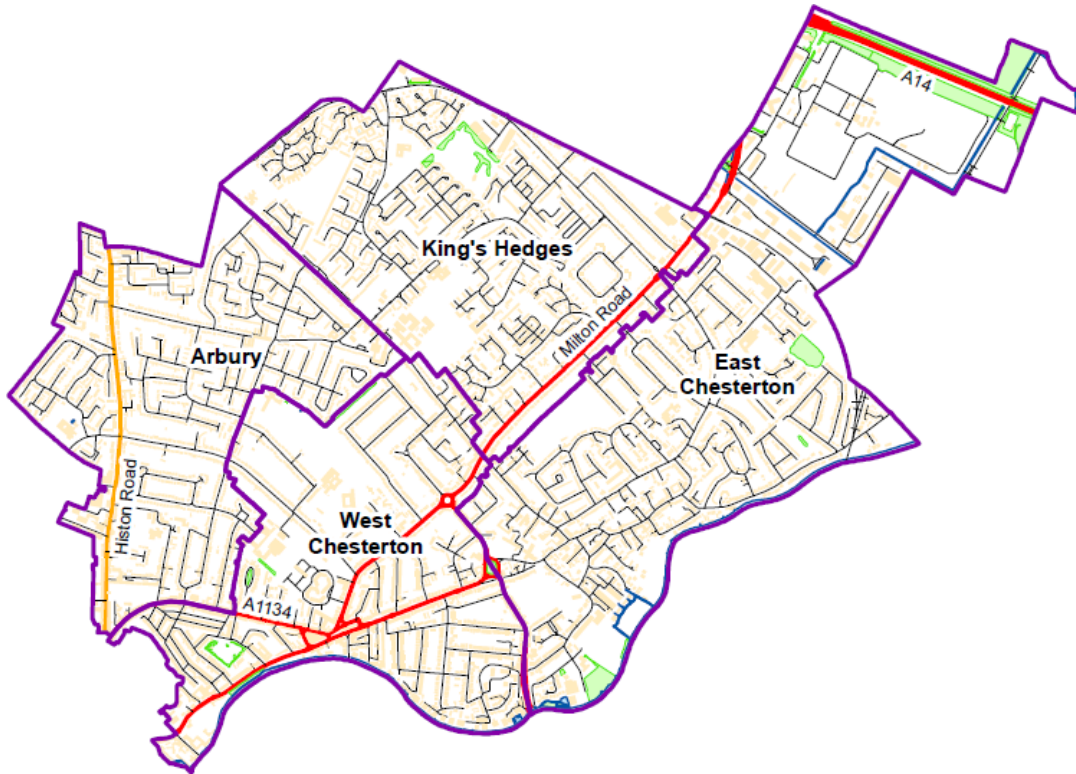 A14
King's Hedges
Milton Road
Arbury
East
Chesterton
Histon Road
West
Chesterton
A1134